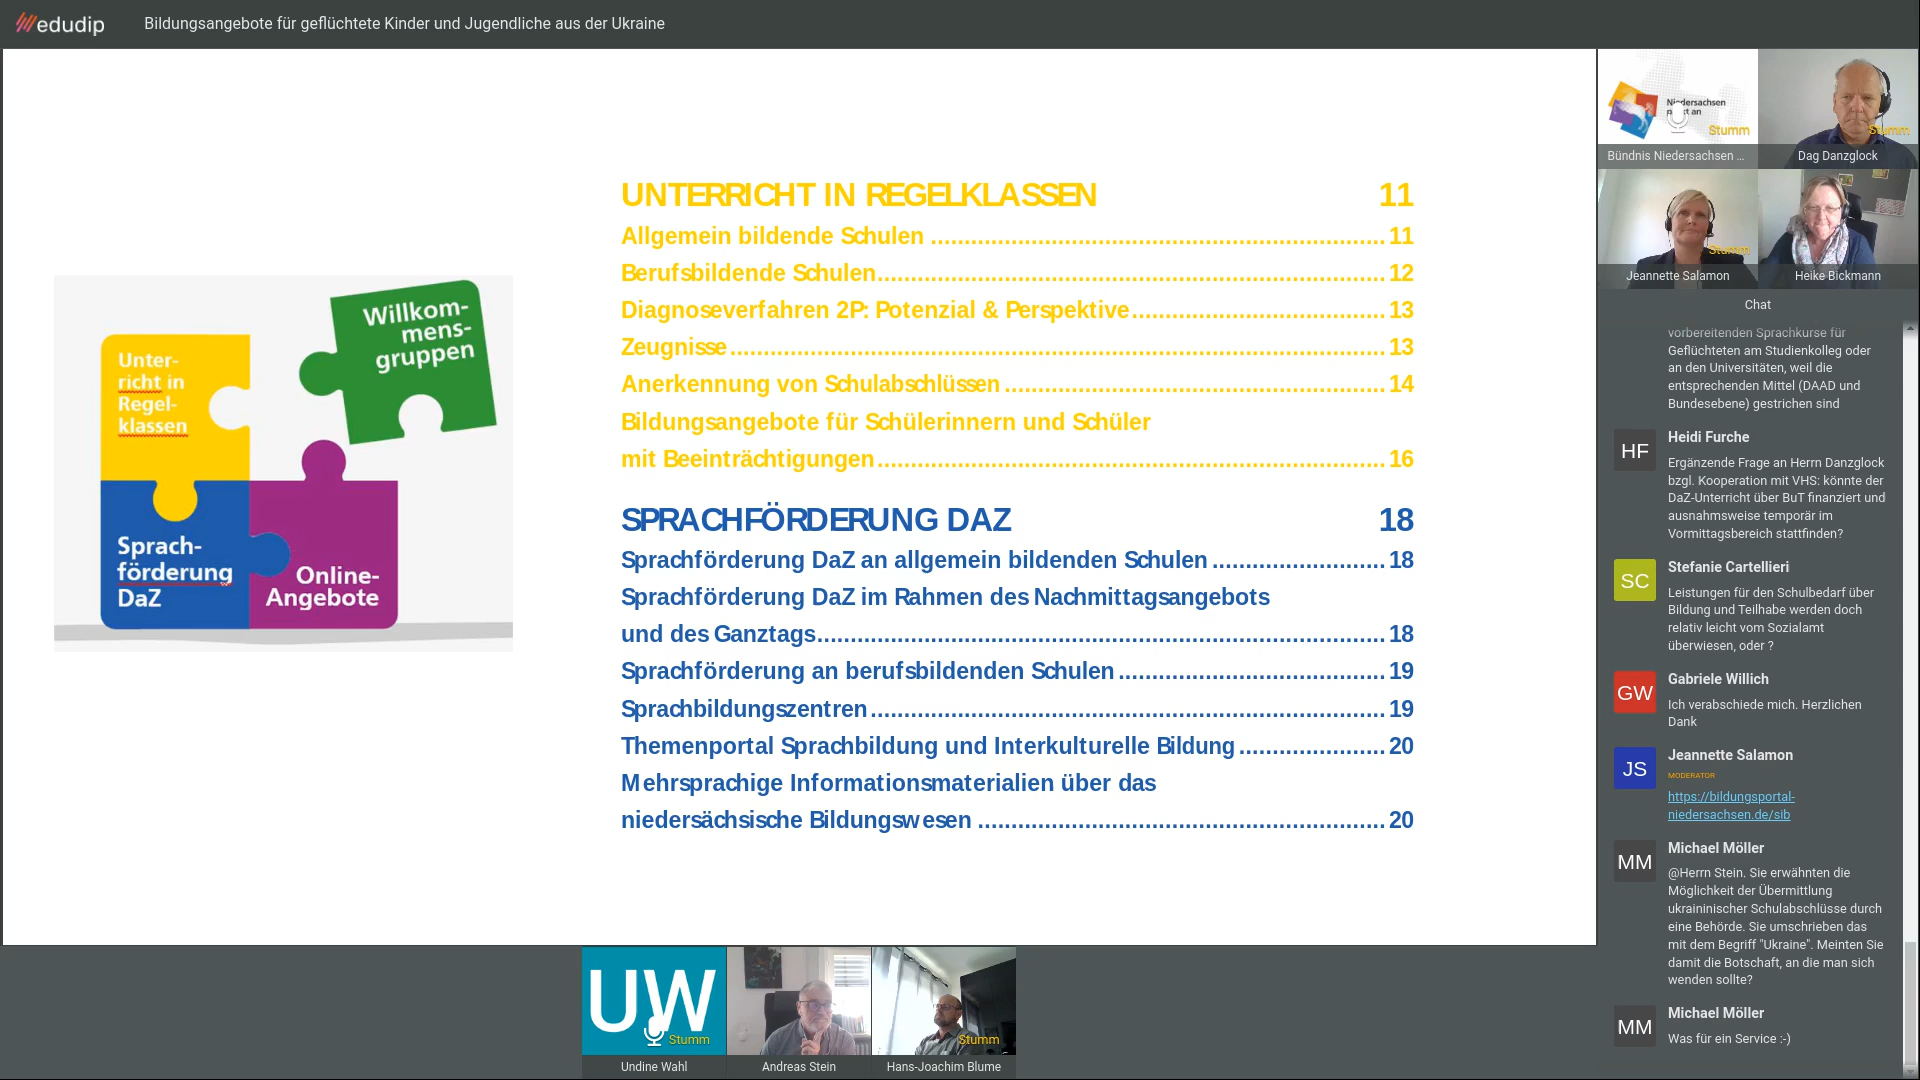 edudip
Bildungsangebote für geflüchtete Kinder und Jugendliche aus der Ukraine
Unter-
richt in
Regel-
klassen
Willkom-
mens-
gruppen
Sprach-
förderung
DaZ
Online-
Angebote
UNTERRICHT IN REGELKLASSEN 11
Allgemein bildende Schulen 11
Berufsbildende Schulen 12
Diagnoseverfahren 2P: Potenzial & Perspektive 13
Zeugnisse 13
Anerkennung von Schulabschlüssen 14
Bildungsangebote für Schülerinnern und Schüler
mit Beeinträchtigungen 16
SPRACHFÖRDERUNG DAZ 18
Sprachförderung DaZ an allgemein bildenden Schulen 18
Sprachförderung DaZ im Rahmen des Nachmittagsangebots
und des Ganztags 18
Sprachförderung an berufsbildenden Schulen 19
Sprachbildungszentren 19
Themenportal Sprachbildung und Interkulturelle Bildung 20
Mehrsprachige Informationsmaterialien über das
niedersächsische Bildungswesen 20
Niedersachsen
packt an
Stumm
Bündnis Niedersachsen ...
Stumm
Dag Danzglock
Stumm
Jeannette Salamon
Heike Bickmann
Chat
vorbereitenden Sprachkurse für
Geflüchteten am Studienkolleg oder
an den Universitäten, weil die
entsprechenden Mittel (DAAD und
Bundesebene) gestrichen sind
HF
Heidi Furche
Ergänzende Frage an Herrn Danzglock
bzgl. Kooperation mit VHS: könnte der
DaZ-Unterricht über BuT finanziert und
ausnahmsweise temporär im
Vormittagsbereich stattfinden?
SC
Stefanie Cartellieri
Leistungen für den Schulbedarf über
Bildung und Teilhabe werden doch
relativ leicht vom Sozialamt
überwiesen, oder ?
GW
Gabriele Willich
Ich verabschiede mich. Herzlichen
Dank
JS
Jeannette Salamon
MODERATOR
https://bildungsportal-
niedersachsen.de/sib
MM
Michael Möller
@Herrn Stein. Sie erwähnten die
Möglichkeit der Übermittlung
ukraininischer Schulabschlüsse durch
eine Behörde. Sie umschrieben das
mit dem Begriff "Ukraine". Meinten Sie
damit die Botschaft, an die man sich
wenden sollte?
MM
Michael Möller
Was für ein Service :-)
UW
Stumm
Undine Wahl
Andreas Stein
Stumm
Hans-Joachim Blume